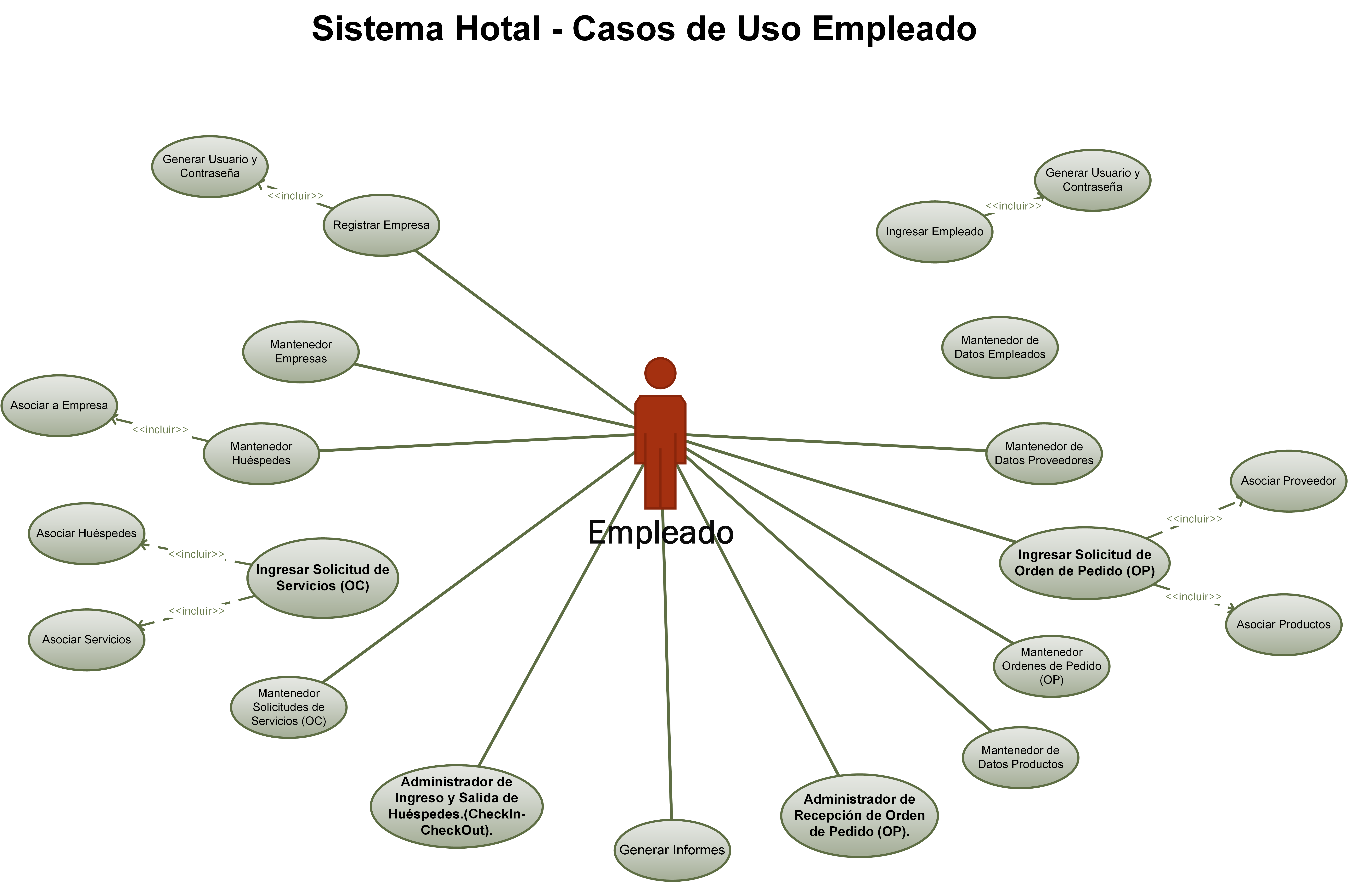 Sistema Hotal - Casos de Uso Empleado
Generar Usuario y
Contraseña
<<incluir>>
Registrar Empresa
Generar Usuario y
Contraseña
<<incluir>>
Ingresar Empleado
Mantenedor
Empresas
Mantenedor de
Datos Empleados
Asociar a Empresa
<<incluir>>
Mantenedor
Huéspedes
Mantenedor de
Datos Proveedores
Asociar Proveedor
<<incluir>>
Empleado
Asociar Huéspedes
<<incluir>>
Ingresar Solicitud de
Servicios (OC)
<<incluir>>
Asociar Servicios
Ingresar Solicitud de
Orden de Pedido (OP)
<<incluir>>
Asociar Productos
Mantenedor
Ordenes de Pedido
(OP)
Mantenedor
Solicitudes de
Servicios (OC)
Mantenedor de
Datos Productos
Administrador de
Ingreso y Salida de
Huéspedes.(CheckIn-
CheckOut).
Generar Informes
Administrador de
Recepción de Orden
de Pedido (OP).